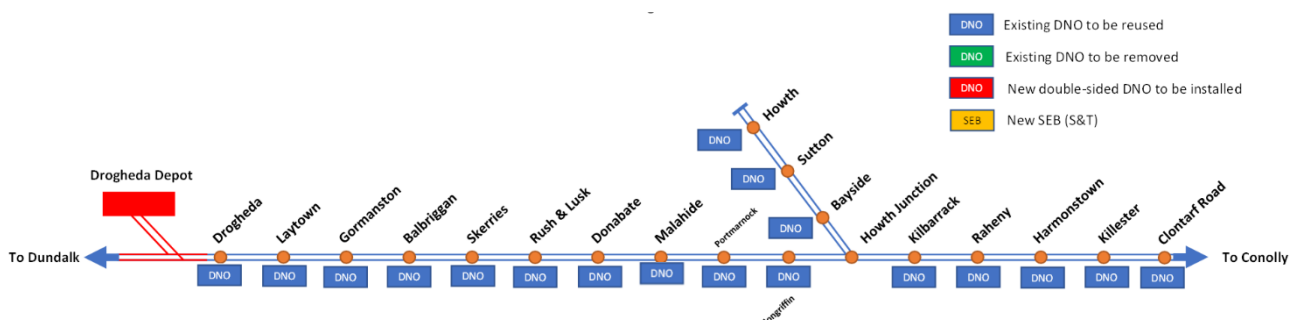 DNO Existing DNO to be reused
DNO Existing DNO to be removed
DNO New double-sided DNO to be installed
SEB New SEB (S&T)
Howth
DNO
Sutton
DNO
Bayside
DNO
Drogheda Depot
To Dundalk
Drogheda
Laytown
Gormanston
Balbriggan
Skerries
Rush & Lusk
Donabate
Malahide
Portmarnock
Howth Junction
Kilbarrack
Raheny
Harmonstown
Killester
Clontarf Road
To Conolly
DNO DNO DNO DNO DNO DNO DNO DNO DNO DNO DNO DNO DNO DNO DNO